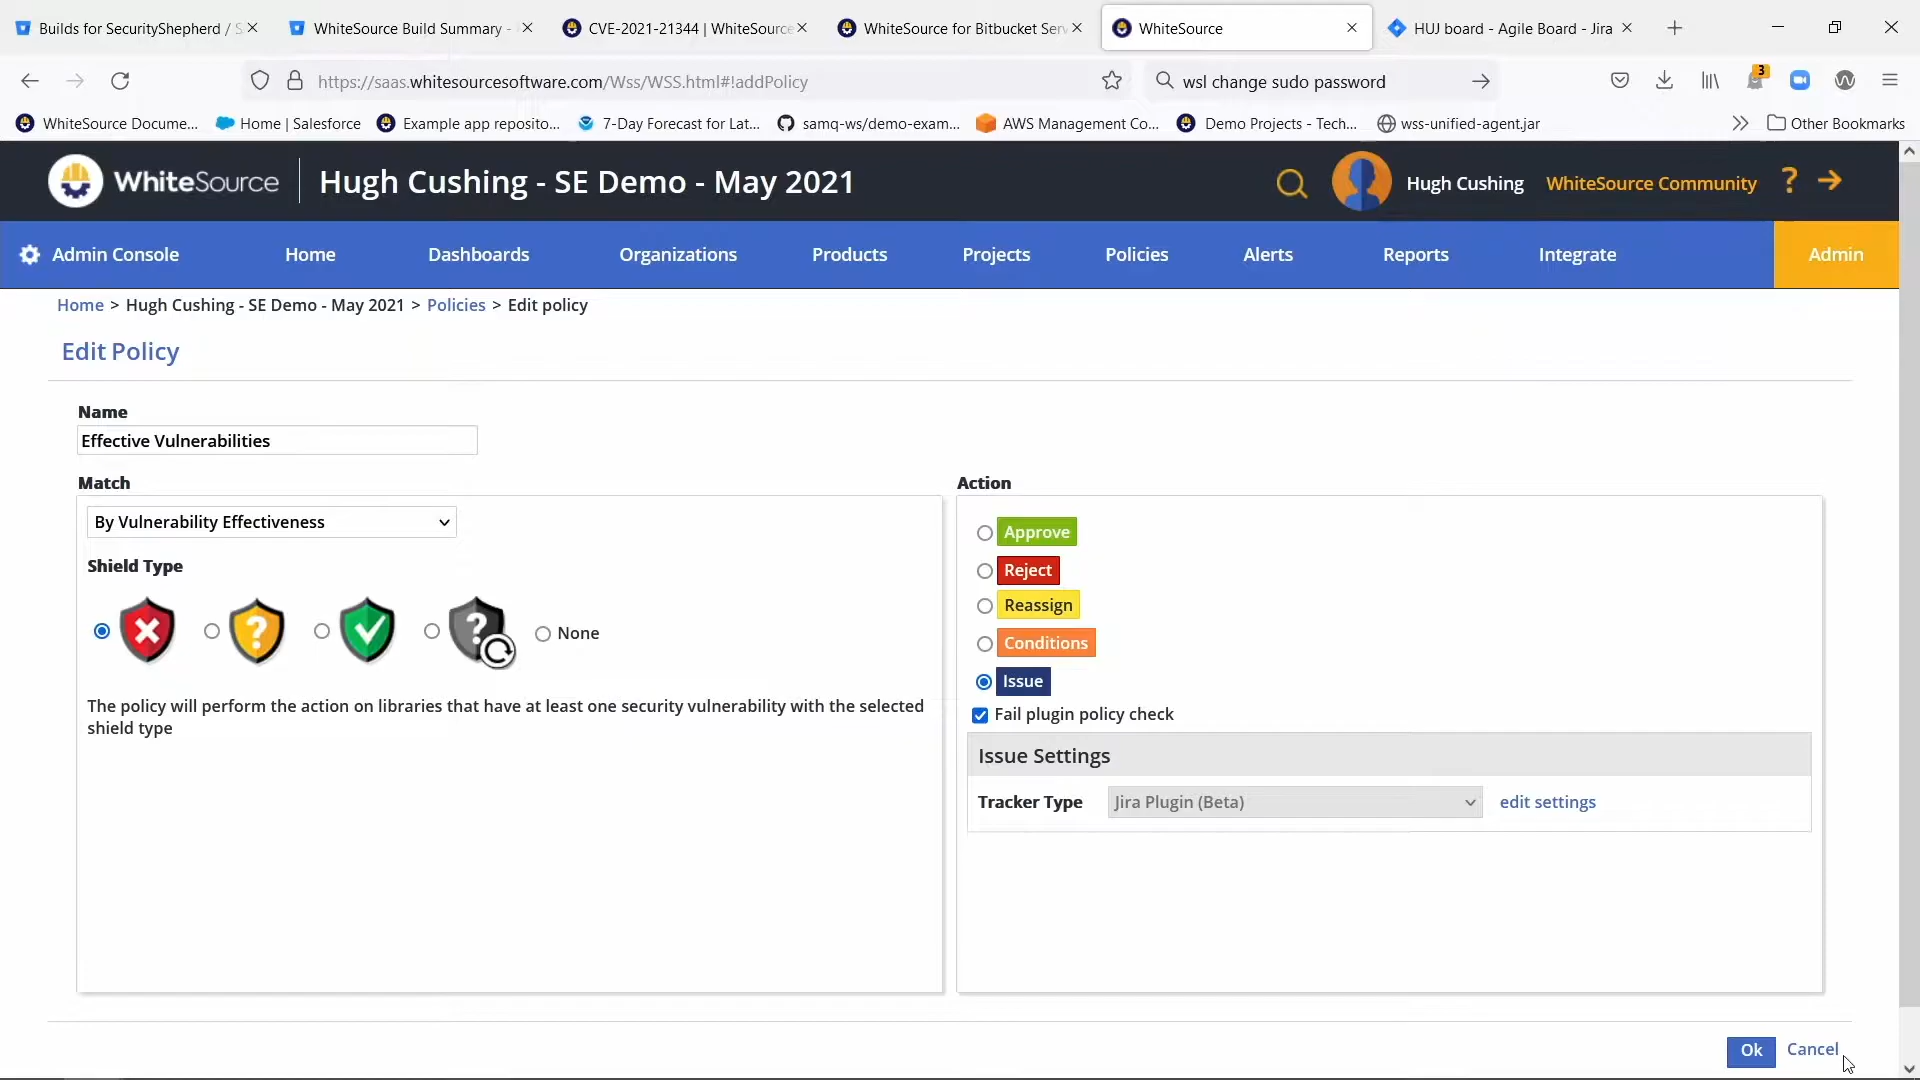 Builds for SecurityShepherd / S
WhiteSource Build Summary -
CVE-2021-21344 | WhiteSource
WhiteSource for Bitbucket Serv
WhiteSource
HUJ board - Agile Board - Jira
https://saas.whitesourcesoftware.com/Wss/WSS.html#!addPolicy
wsl change sudo password
3
WhiteSource Docume...
Home | Salesforce
Example app reposito...
7-Day Forecast for Lat...
samq-ws/demo-exam...
AWS Management Co...
Demo Projects - Tech...
wss-unified-agent.jar
Other Bookmarks
WhiteSource
Hugh Cushing - SE Demo - May 2021
Hugh Cushing
WhiteSource Community
?
Admin Console
Home
Dashboards
Organizations
Products
Projects
Policies
Alerts
Reports
Integrate
Admin
Home > Hugh Cushing - SE Demo - May 2021 > Policies > Edit policy
Edit Policy
Name
Effective Vulnerabilities
Match
By Vulnerability Effectiveness
Shield Type
?
?
None
The policy will perform the action on libraries that have at least one security vulnerability with the selected
shield type
Action
Approve
Reject
Reassign
Conditions
Issue
Fail plugin policy check
Issue Settings
Tracker Type
Jira Plugin (Beta)
edit settings
Ok
Cancel